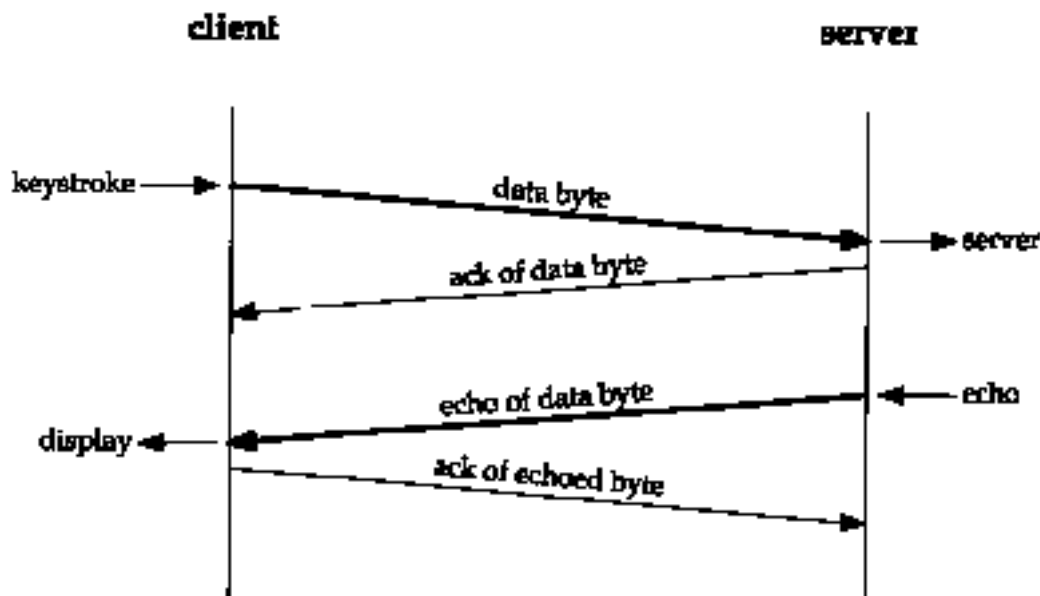 client
server
keystroke
data byte
server
ack of data byte
echo of data byte
echo
display
ack of echoed byte